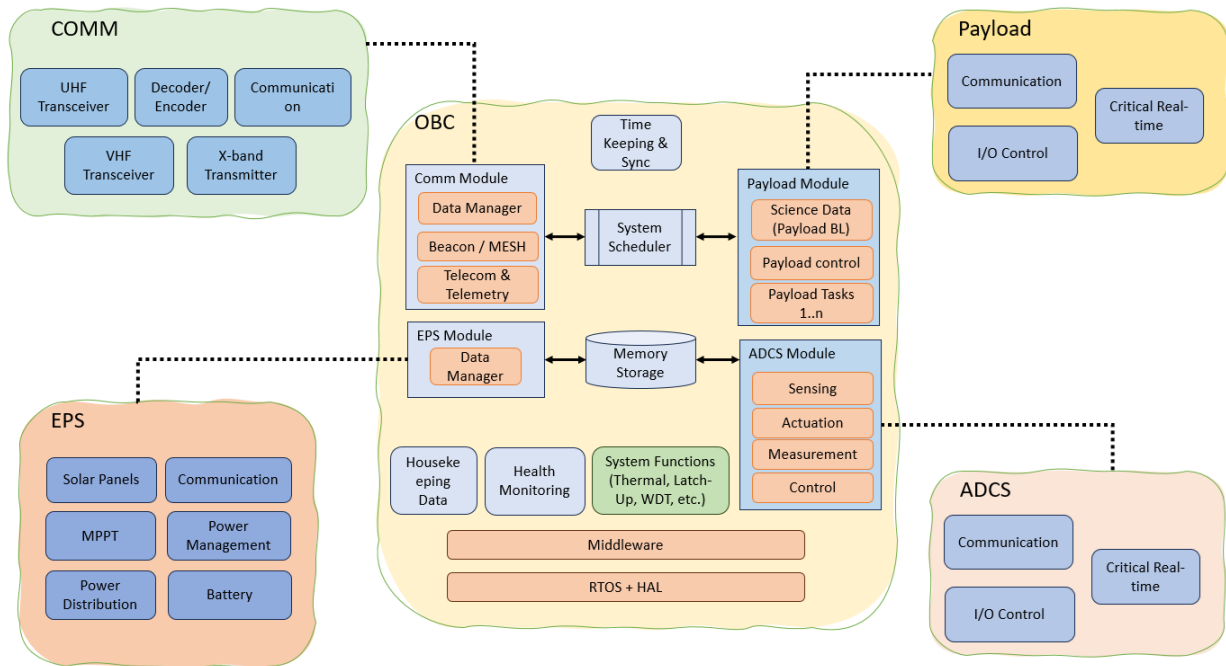 COMM
UHF
Transceiver
Decoder/
Encoder
Communicati
on
VHF
Transceiver
X-band
Transmitter
Payload
Communication
Critical Real-
time
I/O Control
OBC
Time
Keeping &
Sync
Comm Module
Data Manager
Beacon / MESH
Telecom &
Telemetry
System
Scheduler
Payload Module
Science Data
(Payload BL)
Payload control
Payload Tasks
1..n
EPS Module
Data
Manager
Memory
Storage
ADCS Module
Sensing
Actuation
Measurement
Control
Houseke
eping
Data
Health
Monitoring
System Functions
(Thermal, Latch-
Up, WDT, etc.)
Middleware
RTOS + HAL
EPS
Solar Panels
Communication
MPPT
Power
Management
Power
Distribution
Battery
ADCS
Communication
Critical Real-
time
I/O Control